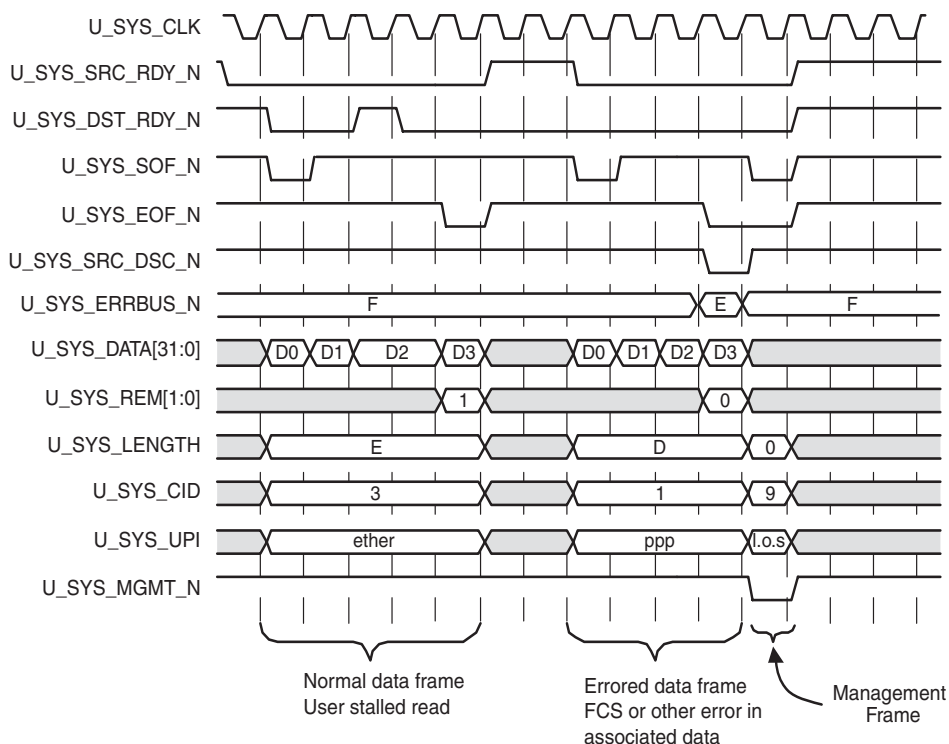 U_SYS_CLK
U_SYS_SRC_RDY_N
U_SYS_DST_RDY_N
U_SYS_SOF_N
U_SYS_EOF_N
U_SYS_SRC_DSC_N
U_SYS_ERRBUS_N F E F
U_SYS_DATA[31:0] D0 D1 D2 D3 D0 D1 D2 D3
U_SYS_REM[1:0] 1 0
U_SYS_LENGTH E D 0
U_SYS_CID 3 1 9
U_SYS_UPI ether ppp l.o.s
U_SYS_MGMT_N
Normal data frame
User stalled read
Errored data frame
FCS or other error in
associated data
Management
Frame